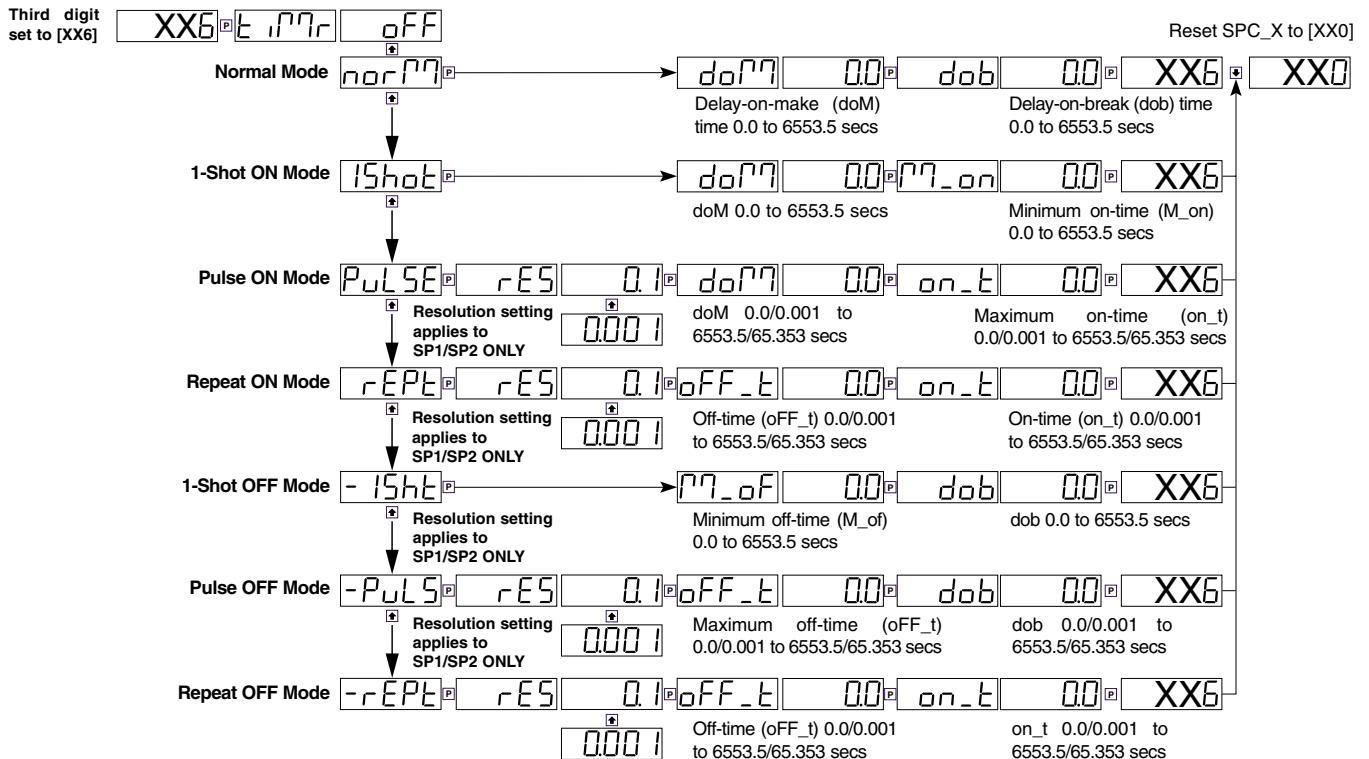 Third digit
set to [XX6]
XX6 P t iMr oFF
Reset SPC_X to [XX0]
Normal Mode norM P doM 0.0 P dob 0.0 P XX6 XX0
Delay-on-make (doM)
time 0.0 to 6553.5 secs
Delay-on-break (dob) time
0.0 to 6553.5 secs
1-Shot ON Mode 1Shot P doM 0.0 P M_on 0.0 P XX6
doM 0.0 to 6553.5 secs
Minimum on-time (M_on)
0.0 to 6553.5 secs
Pulse ON Mode PuLSE P rES 0.1 P doM 0.0 P on_t 0.0 P XX6
Resolution setting
applies to
SP1/SP2 ONLY
0.001
doM 0.0/0.001 to
6553.5/65.353 secs
Maximum on-time (on_t)
0.0/0.001 to 6553.5/65.353 secs
Repeat ON Mode rEPt P rES 0.1 P oFF_t 0.0 P on_t 0.0 P XX6
Resolution setting
applies to
SP1/SP2 ONLY
0.001
Off-time (oFF_t) 0.0/0.001
to 6553.5/65.353 secs
On-time (on_t) 0.0/0.001
to 6553.5/65.353 secs
1-Shot OFF Mode -1Sht P M_oF 0.0 P dob 0.0 P XX6
Resolution setting
applies to
SP1/SP2 ONLY
Minimum off-time (M_of)
0.0 to 6553.5 secs
dob 0.0 to 6553.5 secs
Pulse OFF Mode -PuLS P rES 0.1 P oFF_t 0.0 P dob 0.0 P XX6
Resolution setting
applies to
SP1/SP2 ONLY
0.001
Maximum off-time (oFF_t)
0.0/0.001 to 6553.5/65.353 secs
dob 0.0/0.001 to
6553.5/65.353 secs
Repeat OFF Mode -rEPt P rES 0.1 P oFF_t 0.0 P on_t 0.0 P XX6
0.001
Off-time (oFF_t) 0.0/0.001
to 6553.5/65.353 secs
on_t 0.0/0.001 to
6553.5/65.353 secs